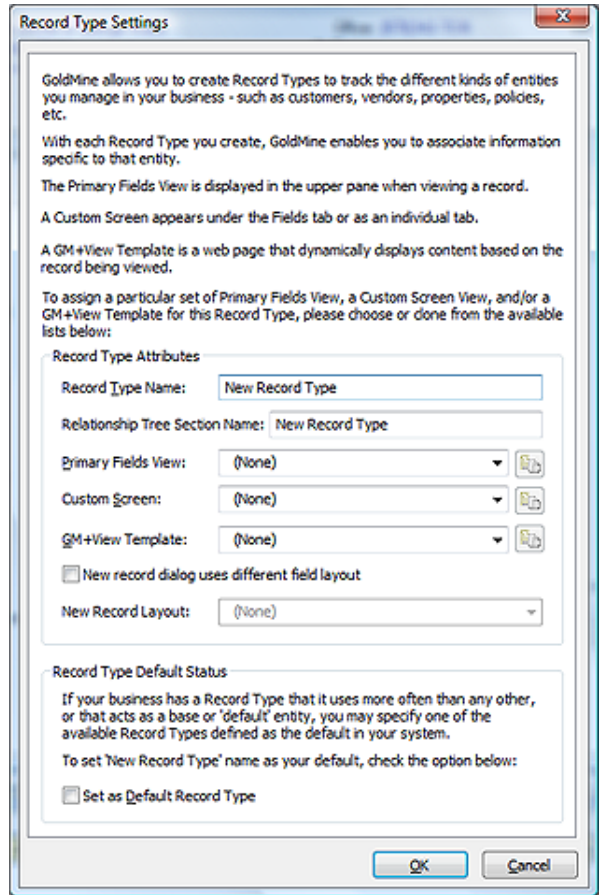 Record Type Settings
GoldMine allows you to create Record Types to track the different kinds of entities
you manage in your business - such as customers, vendors, properties, policies,
etc.
With each Record Type you create, GoldMine enables you to associate information
specific to that entity.
The Primary Fields View is displayed in the upper pane when viewing a record.
A Custom Screen appears under the Fields tab or as an individual tab.
A GM+View Template is a web page that dynamically displays content based on the
record being viewed.
To assign a particular set of Primary Fields View, a Custom Screen View, and/or a
GM+View Template for this Record Type, please choose or clone from the available
lists below:
Record Type Attributes
Record Type Name: New Record Type
Relationship Tree Section Name: New Record Type
Primary Fields View: (None)
Custom Screen: (None)
GM+View Template: (None)
New record dialog uses different field layout
New Record Layout: (None)
Record Type Default Status
If your business has a Record Type that it uses more often than any other,
or that acts as a base or 'default' entity, you may specify one of the
available Record Types defined as the default in your system.
To set 'New Record Type' name as your default, check the option below:
Set as Default Record Type
OK Cancel